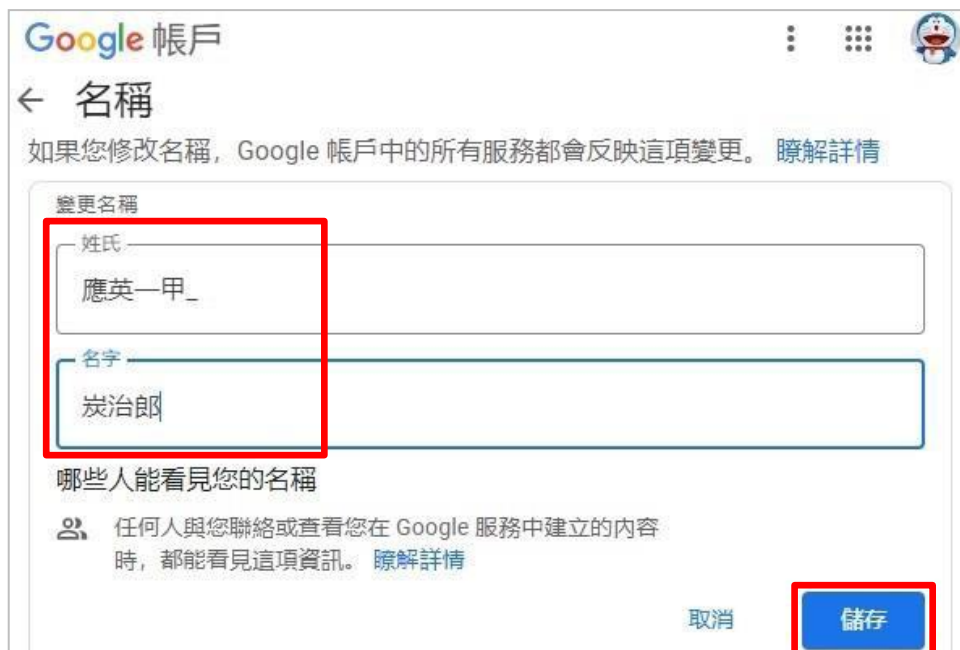 Google 帳戶
名稱
如果您修改名稱，Google 帳戶中的所有服務都會反映這項變更。 瞭解詳情
變更名稱
姓氏
應英一甲_
名字
炭治郎
哪些人能看見您的名稱
任何人與您聯絡或查看您在 Google 服務中建立的內容
時，都能看見這項資訊。 瞭解詳情
取消 儲存